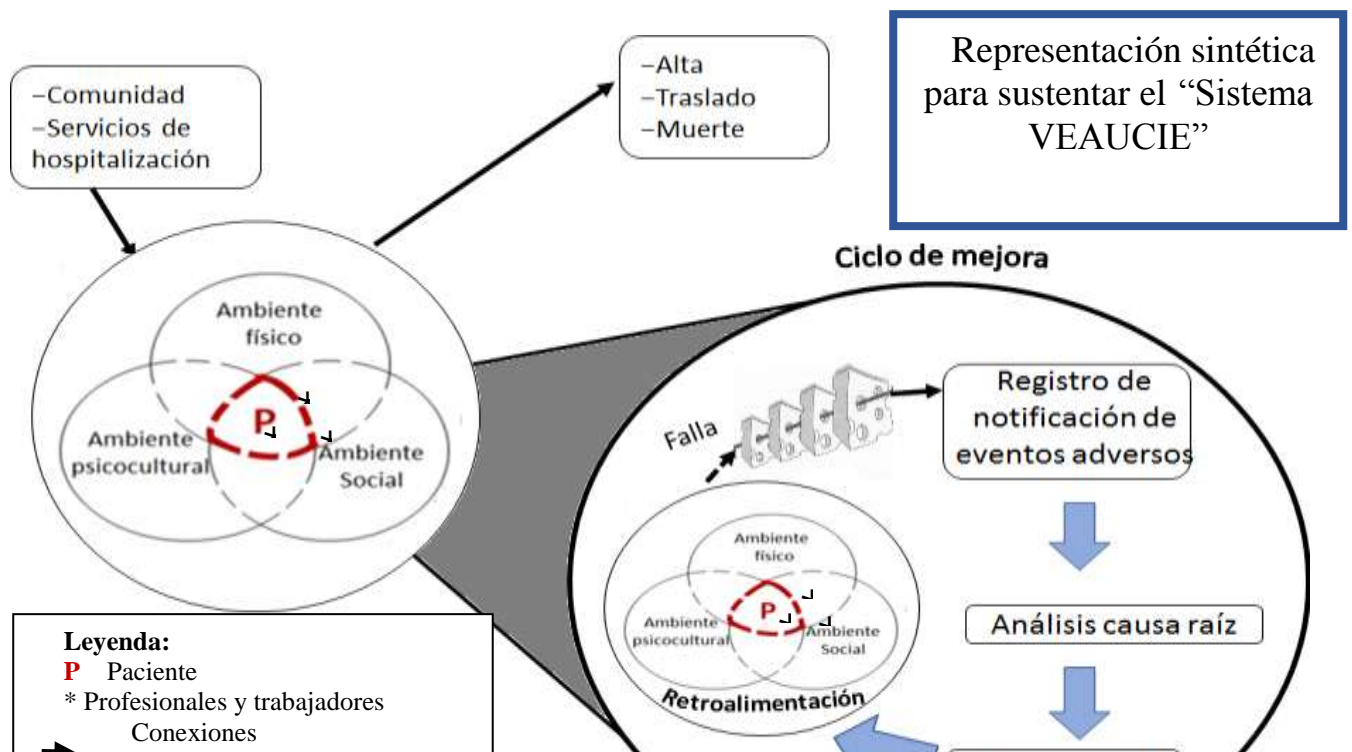 –Comunidad
–Servicios de
hospitalización
–Alta
–Traslado
–Muerte
Representación sintética
para sustentar el “Sistema
VEAUCIE”
Ambiente
físico
P
Ambiente
psicocultural
Ambiente
Social
Ciclo de mejora
Falla
Registro de
notificación de
eventos adversos
Análisis causa raíz
Ambiente
físico
P
Ambiente
psicocultural
Ambiente
Social
Retroalimentación
Leyenda:
P Paciente
* Profesionales y trabajadores
Conexiones